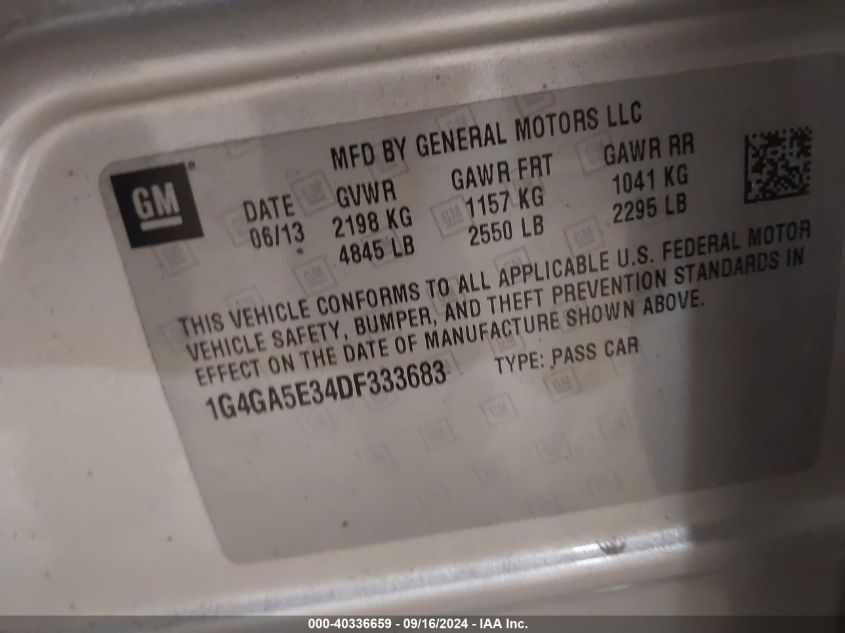 MFD BY GENERAL MOTORS LLC
GM
DATE GVWR GAWR FRT GAWR RR
06/13 2198 KG 1157 KG 1041 KG
4845 LB 2550 LB 2295 LB
THIS VEHICLE CONFORMS TO ALL APPLICABLE U.S. FEDERAL MOTOR
VEHICLE SAFETY, BUMPER, AND THEFT PREVENTION STANDARDS IN
EFFECT ON THE DATE OF MANUFACTURE SHOWN ABOVE.
1G4GA5E34DF333683 TYPE: PASS CAR
000-40336659 - 09/16/2024 - IAA Inc.